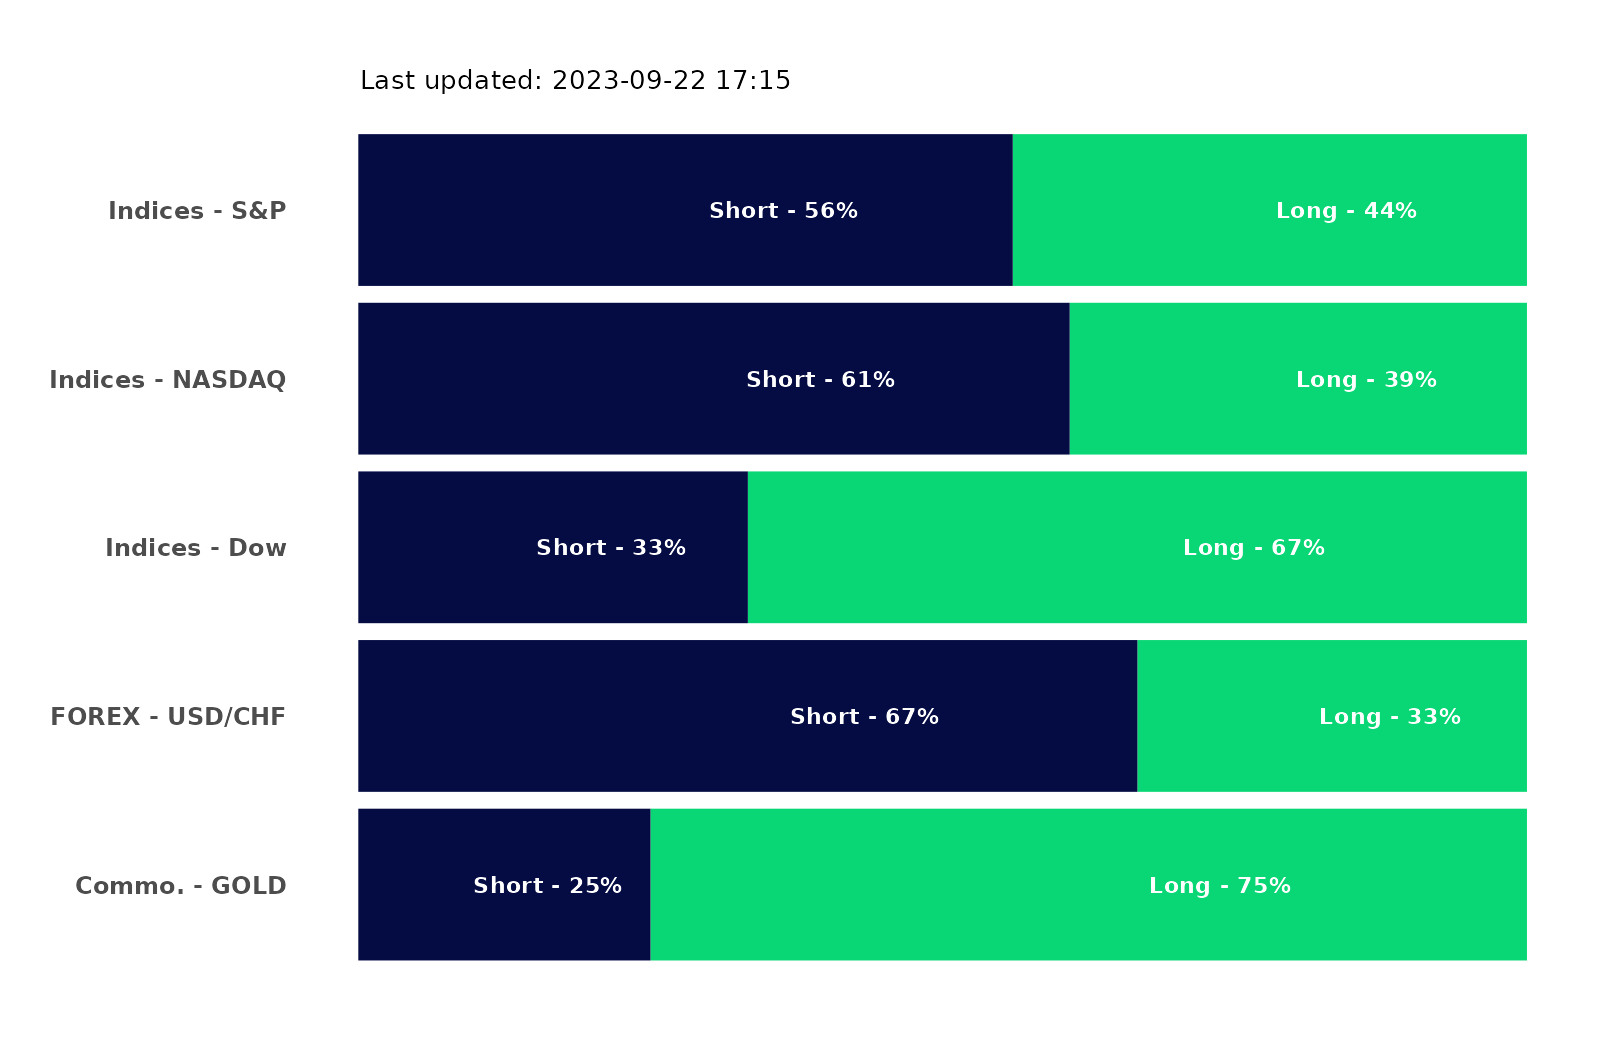 Last updated: 2023-09-22 17:15
Indices - S&P Short - 56% Long - 44%
Indices - NASDAQ Short - 61% Long - 39%
Indices - Dow Short - 33% Long - 67%
FOREX - USD/CHF Short - 67% Long - 33%
Commo. - GOLD Short - 25% Long - 75%